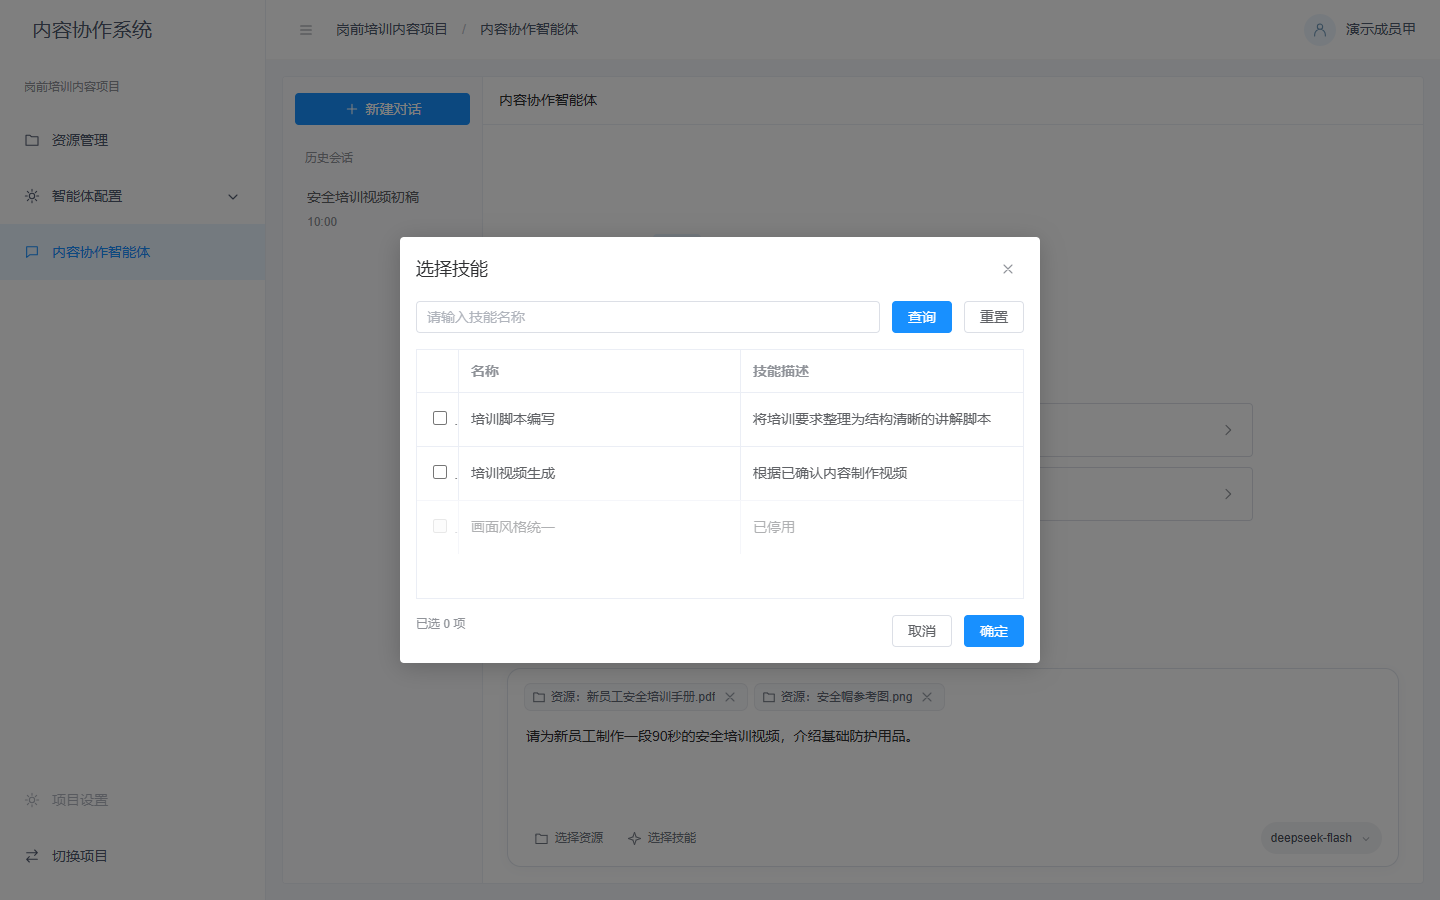 内容协作系统
岗前培训内容项目 / 内容协作智能体
演示成员甲
岗前培训内容项目
资源管理
智能体配置
内容协作智能体
项目设置
切换项目
+ 新建对话
历史会话
安全培训视频初稿
10:00
内容协作智能体
选择技能
请输入技能名称
查询
重置
名称 技能描述
培训脚本编写 将培训要求整理为结构清晰的讲解脚本
培训视频生成 根据已确认内容制作视频
画面风格统一 已停用
已选 0 项
取消
确定
资源：新员工安全培训手册.pdf
资源：安全帽参考图.png
请为新员工制作一段90秒的安全培训视频，介绍基础防护用品。
选择资源
选择技能
deepseek-flash